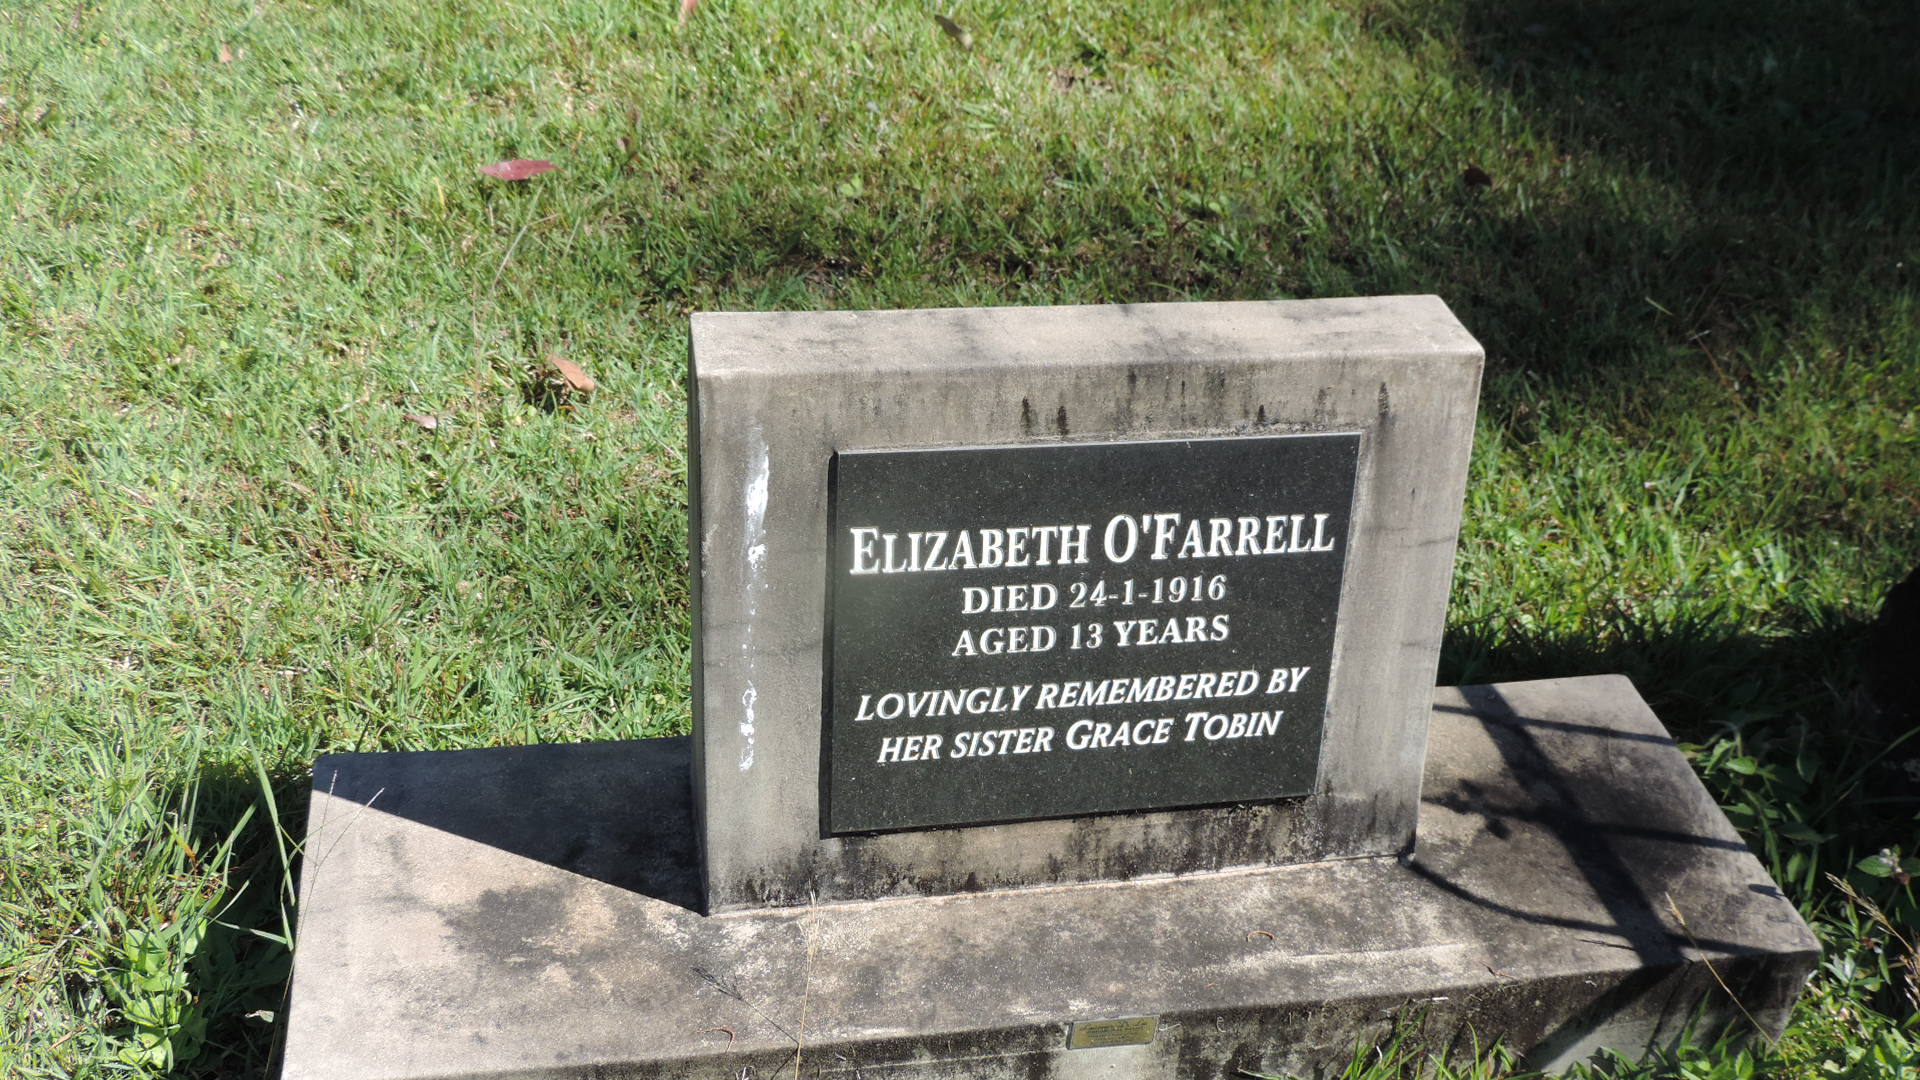 ELIZABETH O'FARRELL
DIED 24-1-1916
AGED 13 YEARS
LOVINGLY REMEMBERED BY
HER SISTER GRACE TOBIN